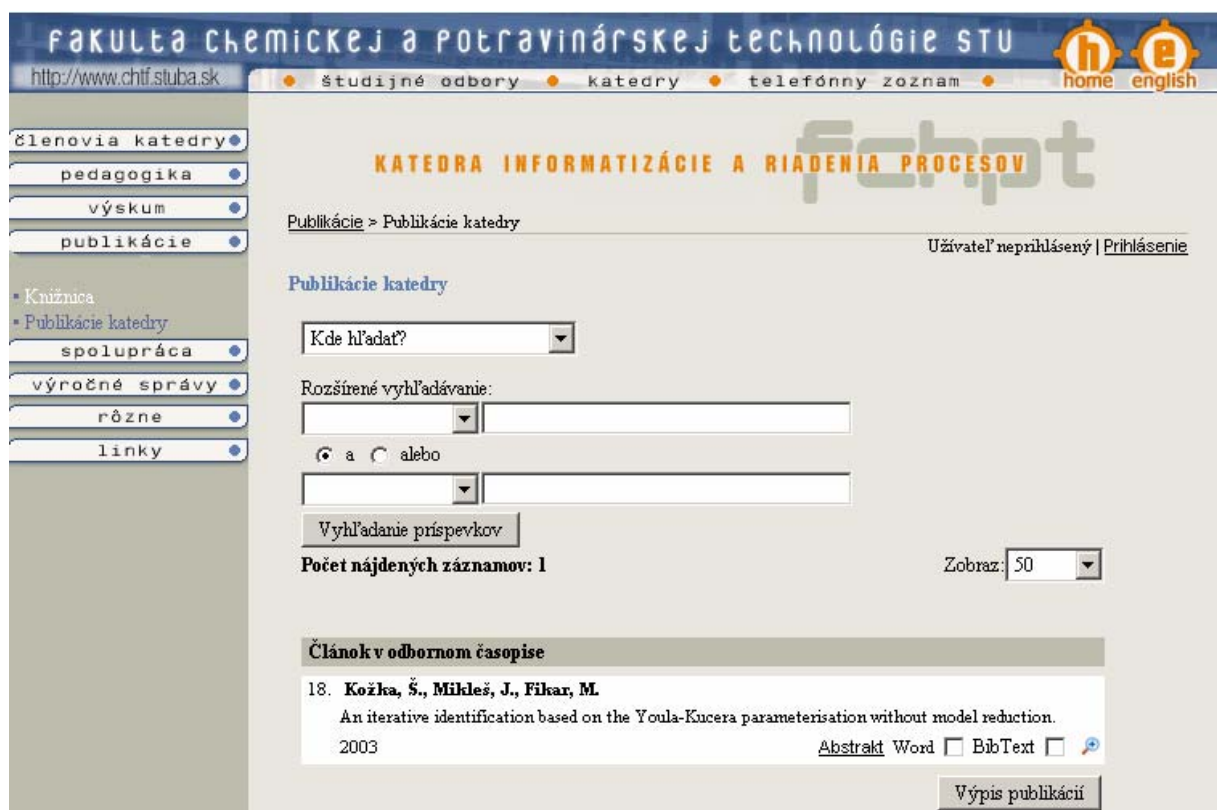 Fakulta chemickej a potravinárskej technológie STU
http://www.chtf.stuba.sk
študijné odbory katedry telefónny zoznam
home english
členovia katedry
pedagogika
výskum
publikácie
Knižnica
Publikácie katedry
spolupráca
výročné správy
rôzne
linky
fchpt
KATEDRA INFORMATIZÁCIE A RIADENIA PROCESOV
Publikácie > Publikácie katedry
Užívateľ neprihlásený | Prihlásenie
Publikácie katedry
Kde hľadať?
Rozšírené vyhľadávanie:
a alebo
Vyhľadanie príspevkov
Počet nájdených záznamov: 1
Zobraz: 50
Článok v odbornom časopise
18. Kožka, Š., Mikleš, J., Fikar, M.
An iterative identification based on the Youla-Kucera parameterisation without model reduction.
2003 Abstrakt Word BibText
Výpis publikácií